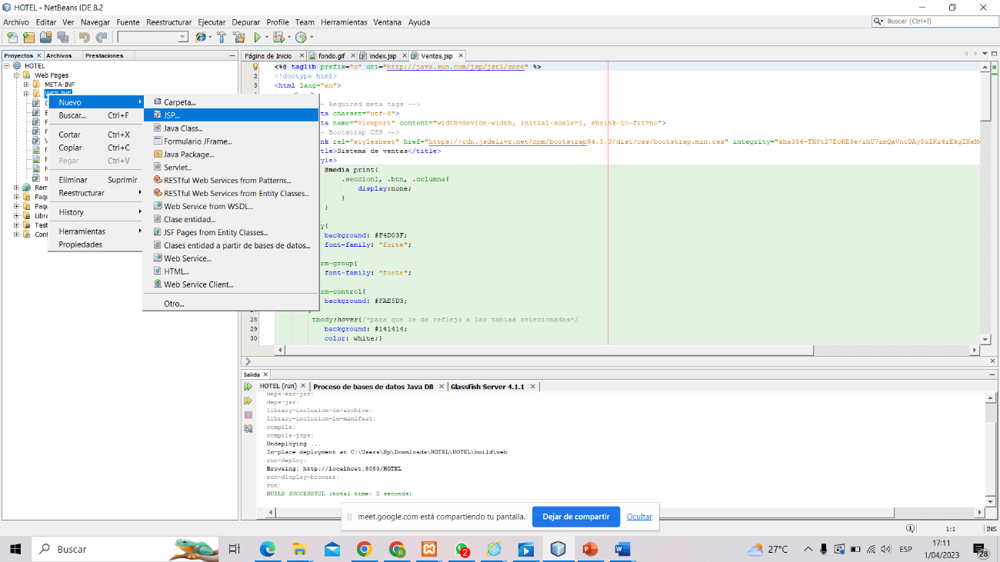 HOTEL - NetBeans IDE 8.2
Archivo Editar Ver Navegar Fuente Reestructurar Ejecutar Depurar Profile Team Herramientas Ventana Ayuda
Buscar (Ctrl+I)
Proyectos Archivos Prestaciones
HOTEL
Web Pages
META-INF
WEB-INF
Nuevo
Buscar... Ctrl+F
Cortar Ctrl+X
Copiar Ctrl+C
Pegar Ctrl+V
Eliminar Suprimir
Reestructurar
History
Herramientas
Propiedades
Carpeta...
JSP...
Java Class...
Formulario JFrame...
Java Package...
Servlet...
RESTful Web Services from Patterns...
RESTful Web Services from Entity Classes...
Web Service from WSDL...
Clase entidad...
JSF Pages from Entity Classes...
Clases entidad a partir de bases de datos...
Web Service...
HTML...
Web Service Client...
Otro...
Rem
Paqu
Paqu
Libra
Test
Conf
Página de Inicio fondo.gif index.jsp Ventas.jsp
1 <%@ taglib prefix="c" uri="http://java.sun.com/jsp/jstl/core" %>
2 <!doctype html>
3 <html lang="en">
- Required meta tags -->
ta charset="utf-8">
ta name="viewport" content="width=device-width, initial-scale=1, shrink-to-fit=no">
- Bootstrap CSS -->
nk rel="stylesheet" href="https://cdn.jsdelivr.net/npm/bootstrap@4.5.3/dist/css/bootstrap.min.css" integrity="sha384-TX8t27EcRE3e/ihU7zmQxVncDAy5uIKz4rEkgIXeM
tle>Sistema de ventas</title>
yle>
@media print{
.seccion1, .btn, .columna{
display:none;
}
}
y{
background: #F4D03F;
font-family: "forte";
rm-group{
font-family: "forte";
rm-control{
background: #FAE5D3;
28 tbody:hover{/*para que le de reflejo a las tablas selecionadas*/
29 background: #141414;
30 color: white;}
Salida
HOTEL (run) Proceso de bases de datos Java DB GlassFish Server 4.1.1
deps-ear-jar:
deps-jar:
library-inclusion-in-archive:
library-inclusion-in-manifest:
compile:
compile-jsps:
Undeploying ...
In-place deployment at C:\Users\Hp\Downloads\HOTEL\HOTEL\build\web
run-deploy:
Browsing: http://localhost:8080/HOTEL
run-display-browser:
run:
BUILD SUCCESSFUL (total time: 2 seconds)
meet.google.com está compartiendo tu pantalla. Dejar de compartir Ocultar
1:1 INS
Buscar
2
27°C
ESP
17:11
1/04/2023
28